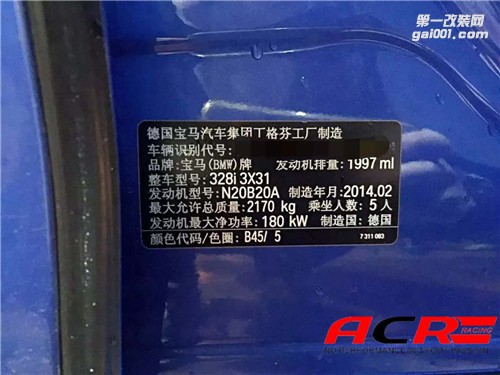 第一改装网
gai001.com
德国宝马汽车集团丁格芬工厂制造
车辆识别代号:
品牌: 宝马(BMW)牌 发动机排量: 1997 ml
整车型号: 328i 3X31
发动机型号: N20B20A 制造年月: 2014.02
最大允许总质量: 2170 kg 乘坐人数: 5 人
发动机最大净功率: 180 kW 制造国: 德国
颜色代码/色圈: B45/ 5 7 311 083
ACRE
RACING